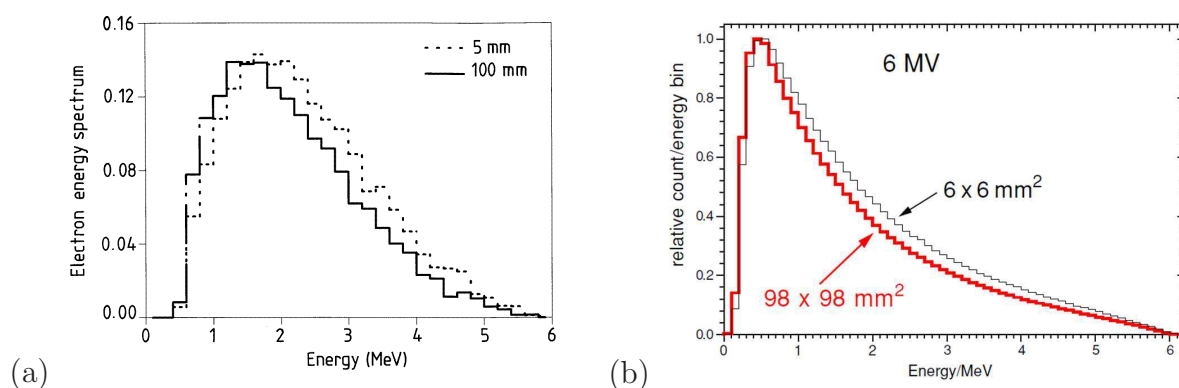 0.16
0.12
0.08
0.04
0.00
Electron energy spectrum
5 mm
100 mm
0 1 2 3 4 5 6
Energy (MeV)
(a)
1.0
0.8
0.6
0.4
0.2
0.0
relative count/energy bin
6 MV
6 x 6 mm²
98 x 98 mm²
0 1 2 3 4 5 6
Energy/MeV
(b)